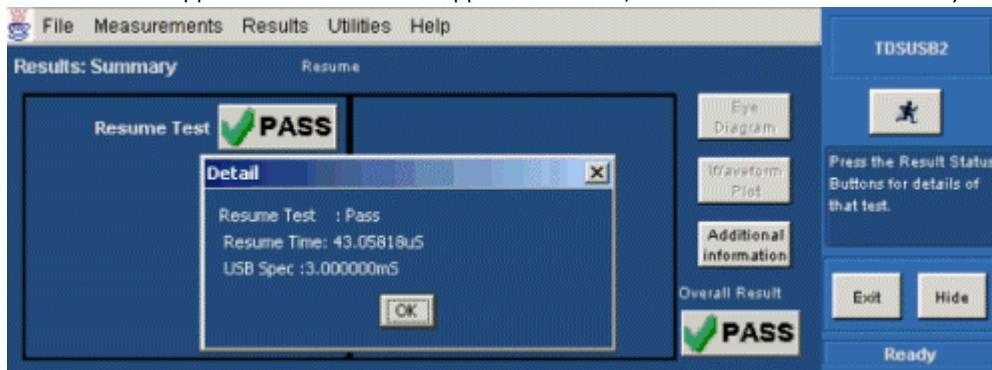 File Measurements Results Utilities Help
Results: Summary
Resume
Resume Test
PASS
Detail
Resume Test : Pass
Resume Time: 43.05818uS
USB Spec :3.000000mS
OK
Eye
Diagram
Waveform
Plot
Additional
information
Overall Result
PASS
TDSUSB2
Press the Result Status
Buttons for details of
that test.
Exit
Hide
Ready